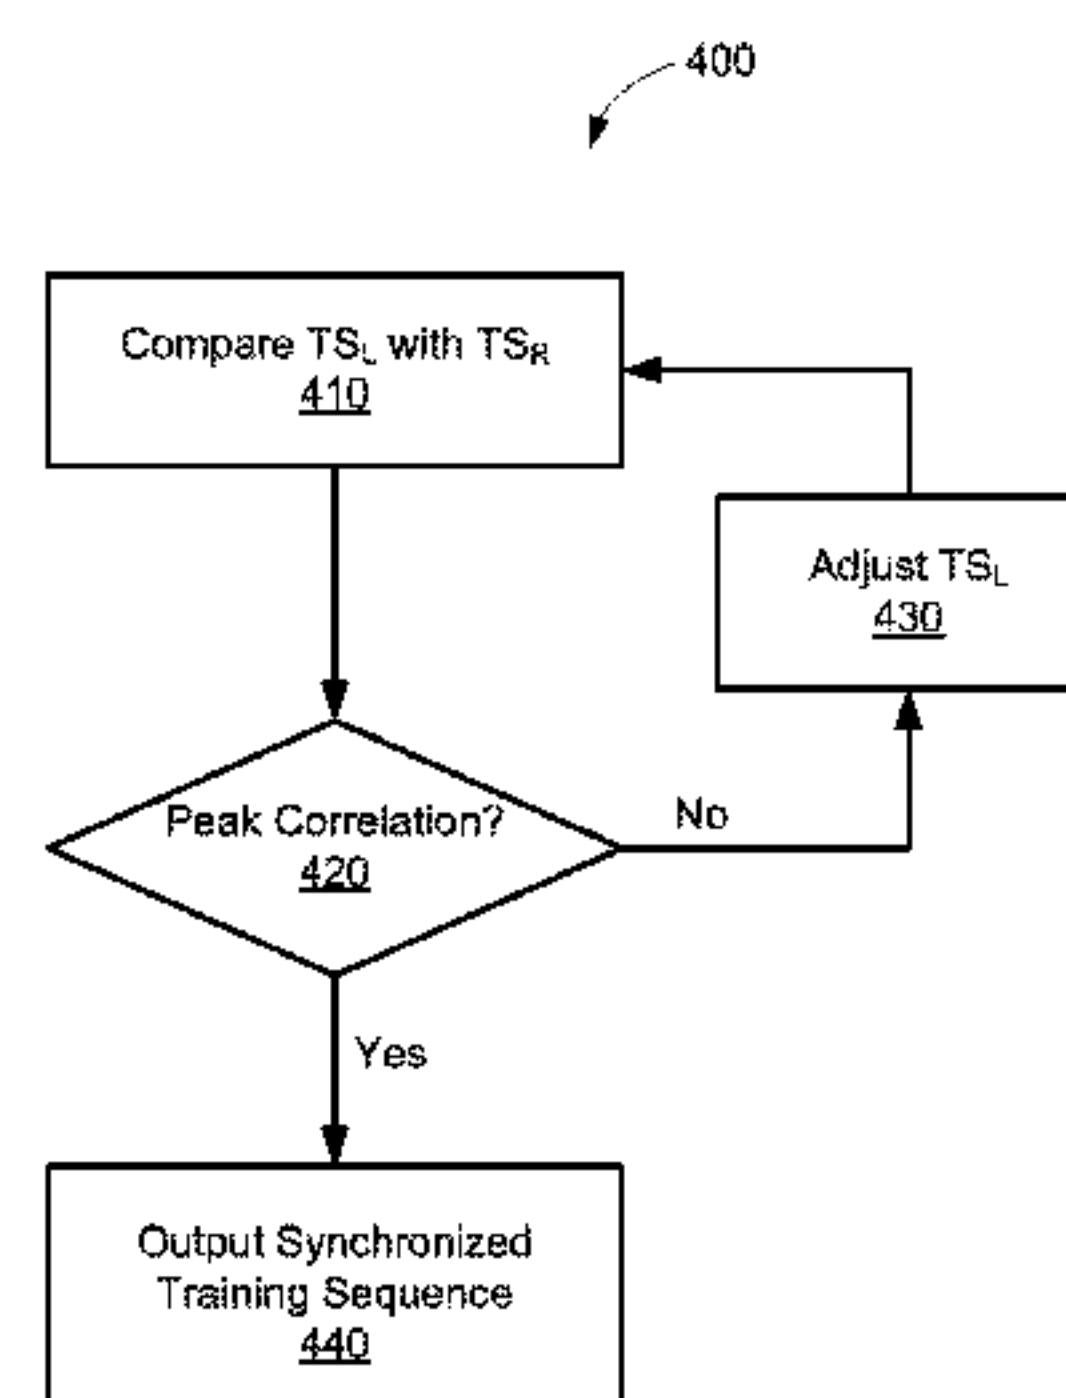 400
Compare TSL with TSR
410
Adjust TSL
430
Peak Correlation?
420
No
Yes
Output Synchronized
Training Sequence
440